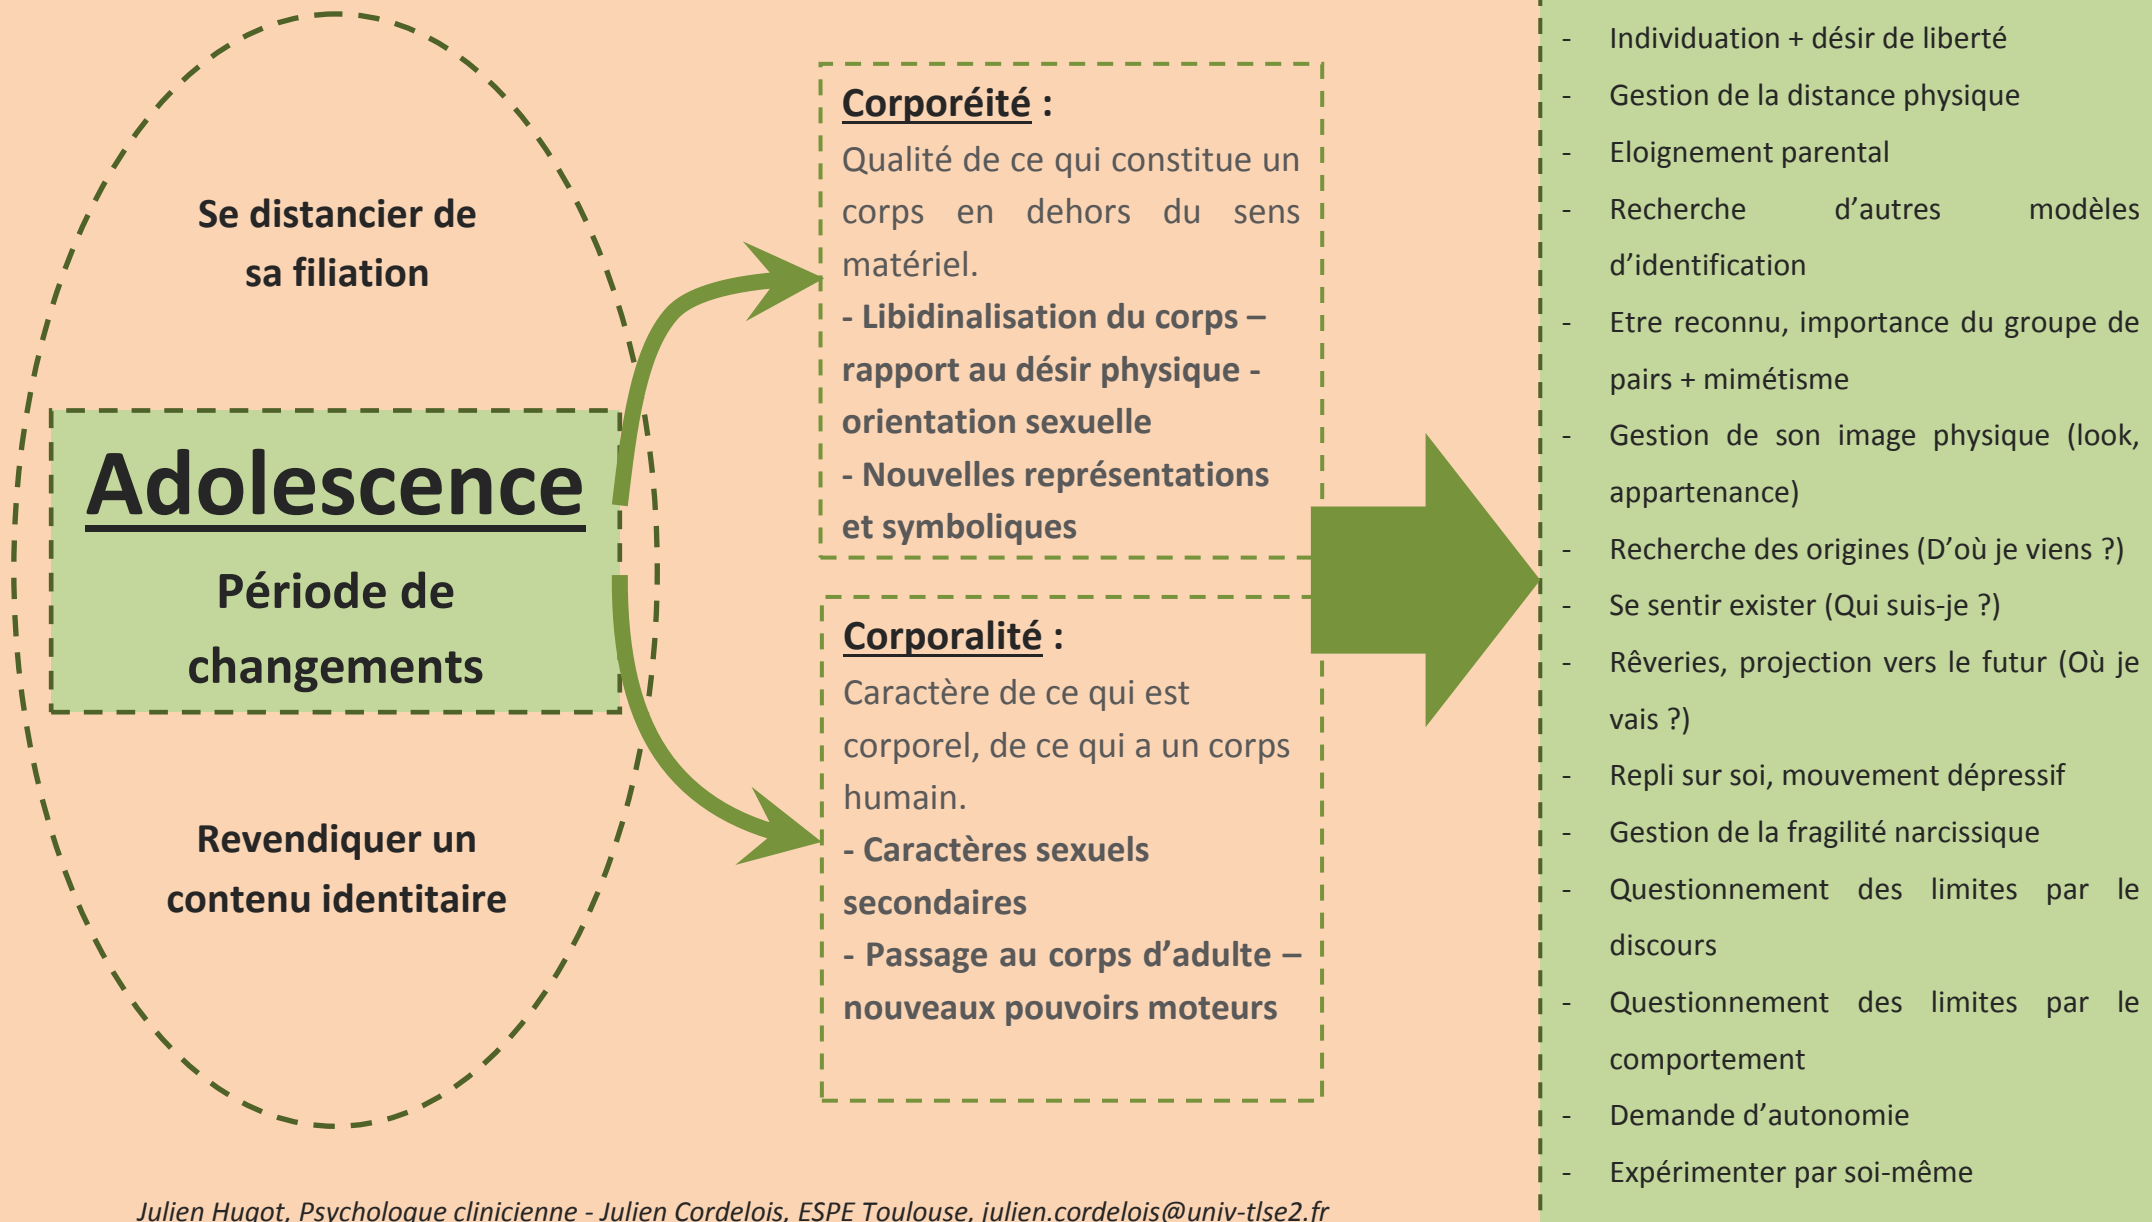 Se distancier de
sa filiation
Adolescence
Période de
changements
Revendiquer un
contenu identitaire
Corporéité :
Qualité de ce qui constitue un
corps en dehors du sens
matériel.
- Libidinalisation du corps –
rapport au désir physique -
orientation sexuelle
- Nouvelles représentations
et symboliques
Corporalité :
Caractère de ce qui est
corporel, de ce qui a un corps
humain.
- Caractères sexuels
secondaires
- Passage au corps d’adulte –
nouveaux pouvoirs moteurs
- Individuation + désir de liberté
- Gestion de la distance physique
- Eloignement parental
- Recherche d’autres modèles
d’identification
- Etre reconnu, importance du groupe de
pairs + mimétisme
- Gestion de son image physique (look,
appartenance)
- Recherche des origines (D’où je viens ?)
- Se sentir exister (Qui suis-je ?)
- Rêveries, projection vers le futur (Où je
vais ?)
- Repli sur soi, mouvement dépressif
- Gestion de la fragilité narcissique
- Questionnement des limites par le
discours
- Questionnement des limites par le
comportement
- Demande d’autonomie
- Expérimenter par soi-même
Julien Hugot, Psychologue clinicienne - Julien Cordelois, ESPE Toulouse, julien.cordelois@univ-tlse2.fr